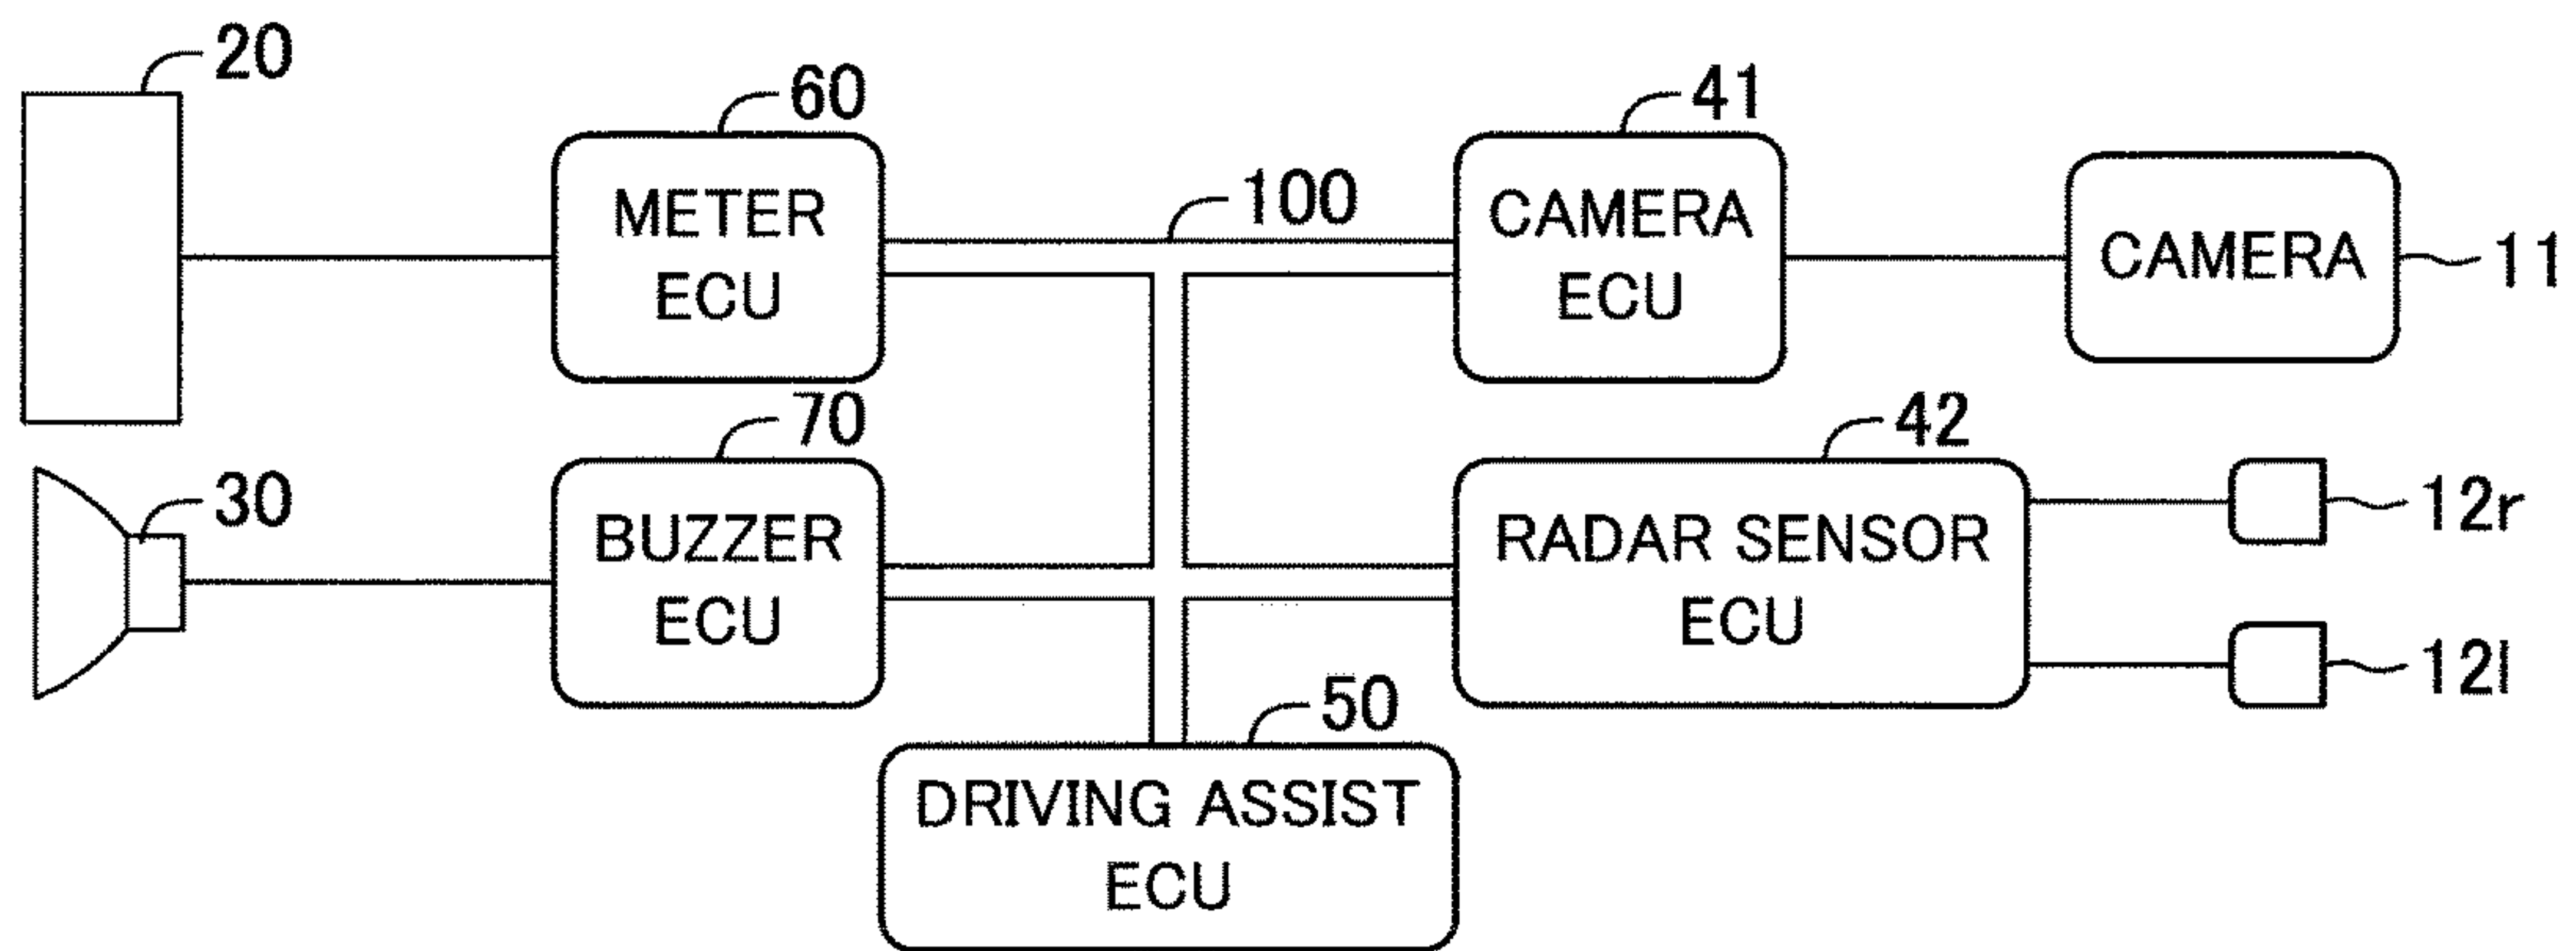 20
60
METER
ECU
100
41
CAMERA
ECU
CAMERA
11
30
70
BUZZER
ECU
42
RADAR SENSOR
ECU
12r
12l
50
DRIVING ASSIST
ECU